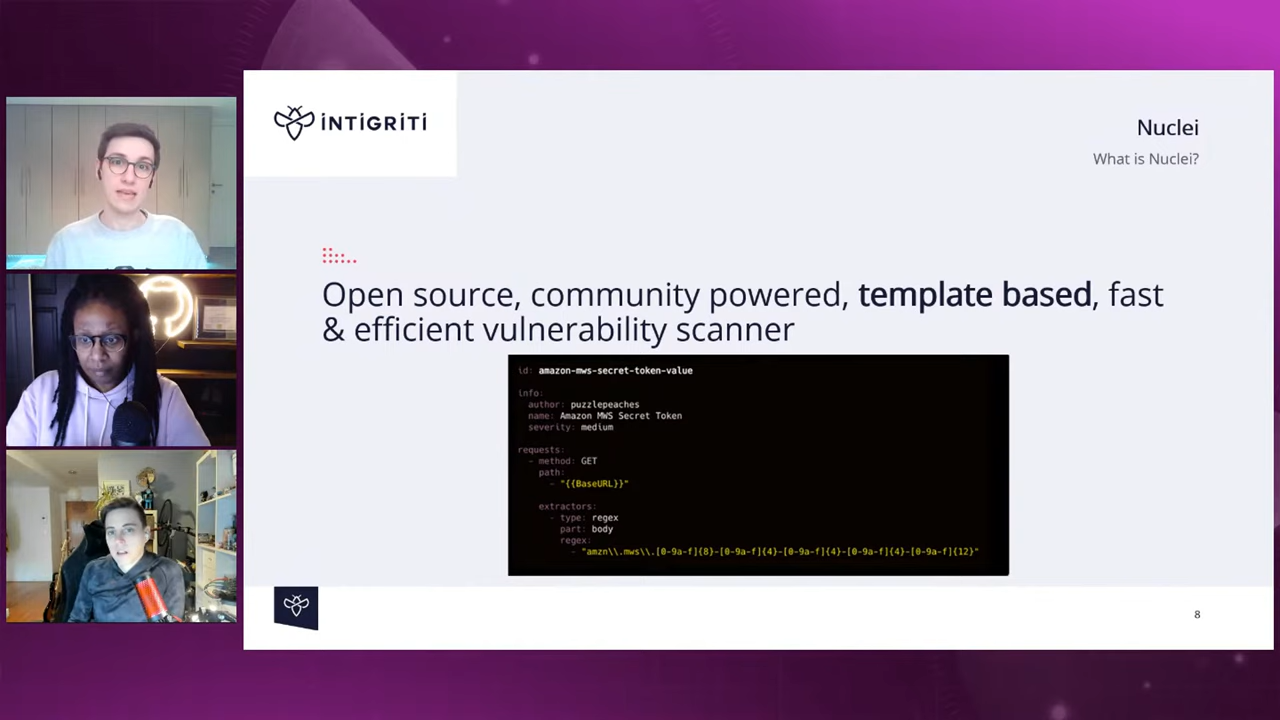 INTIGRITI
Nuclei
What is Nuclei?
Open source, community powered, template based, fast
& efficient vulnerability scanner
id: amazon-mws-secret-token-value
info:
author: puzzlepeaches
name: Amazon MWS Secret Token
severity: medium
requests:
- method: GET
path:
- "{{BaseURL}}"
extractors:
- type: regex
part: body
regex:
- "amzn\\.mws\\.[0-9a-f]{8}-[0-9a-f]{4}-[0-9a-f]{4}-[0-9a-f]{4}-[0-9a-f]{12}"
8